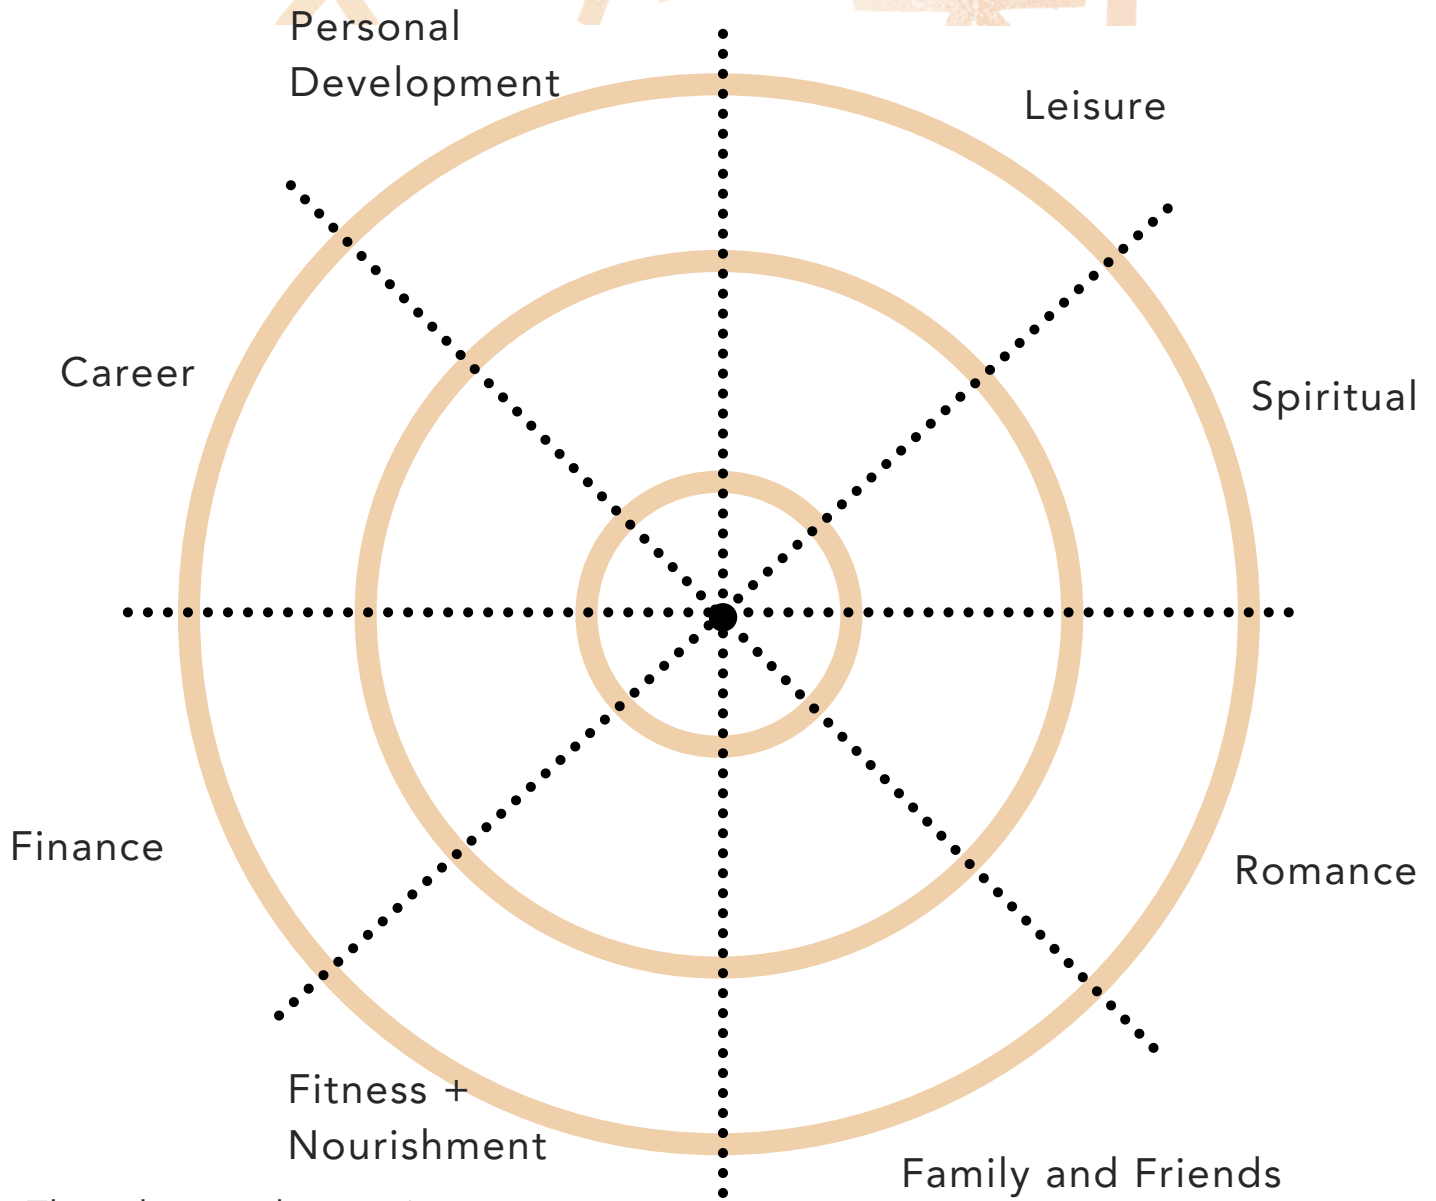 Personal
Development
Leisure
Career
Spiritual
Finance
Romance
Fitness +
Nourishment
Family and Friends